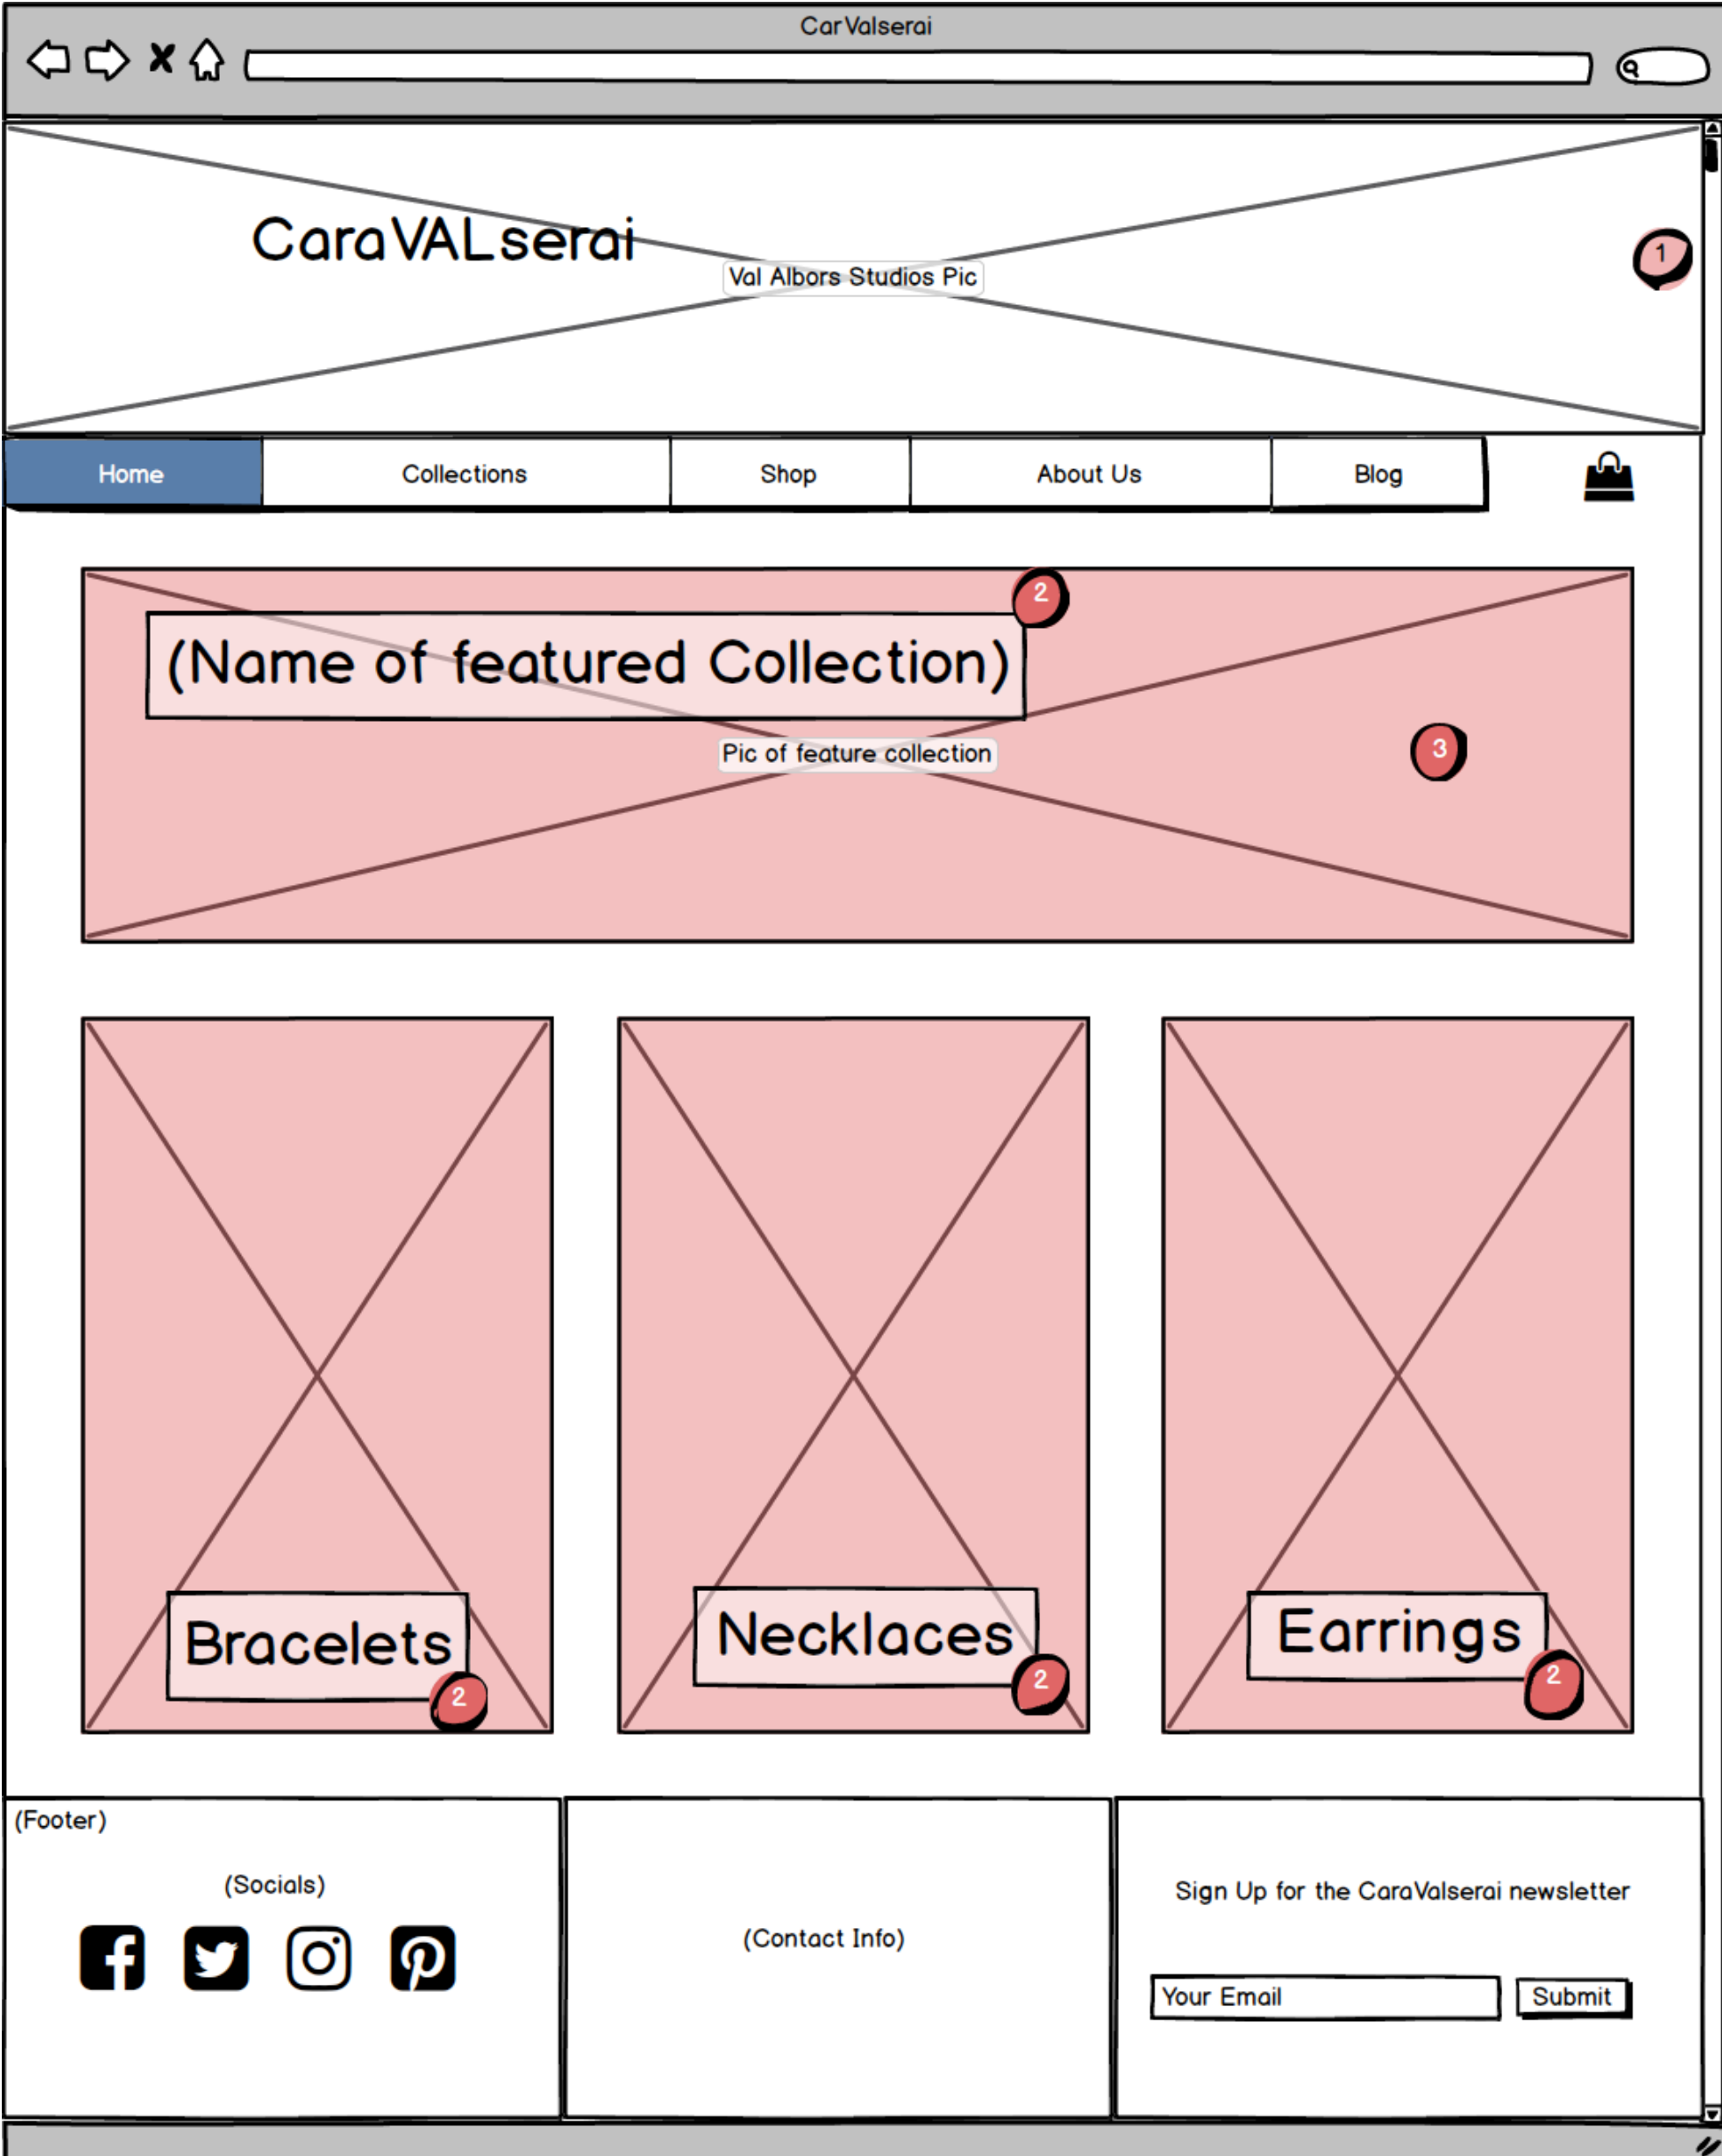 CarValserai
CaraVALserai
Val Albors Studios Pic
1
Home
Collections
Shop
About Us
Blog
2
(Name of featured Collection)
Pic of feature collection
3
Bracelets
2
Necklaces
2
Earrings
2
(Footer)
(Socials)
(Contact Info)
Sign Up for the CaraValserai newsletter
Your Email
Submit